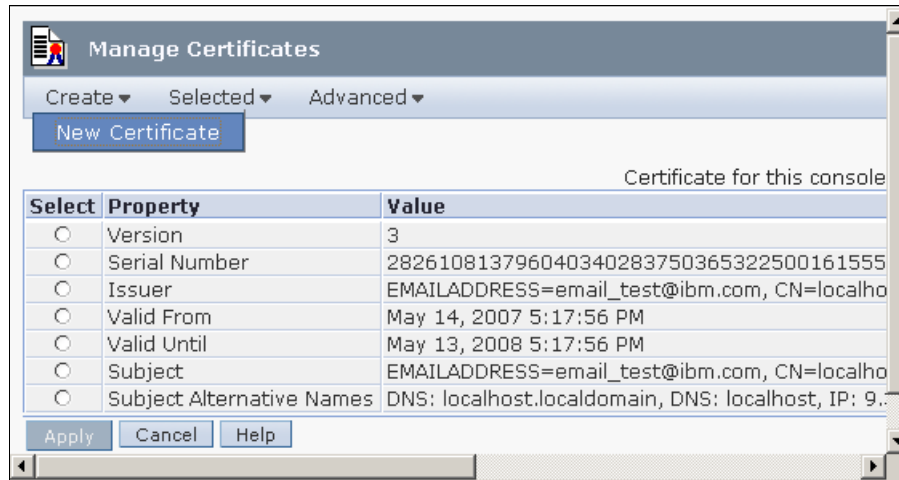 Manage Certificates
Create Selected Advanced
New Certificate
Certificate for this console
Select Property Value
Version 3
Serial Number 28261081379604034028375036532250016155
Issuer EMAILADDRESS=email_test@ibm.com, CN=localho
Valid From May 14, 2007 5:17:56 PM
Valid Until May 13, 2008 5:17:56 PM
Subject EMAILADDRESS=email_test@ibm.com, CN=localho
Subject Alternative Names DNS: localhost.localdomain, DNS: localhost, IP: 9.
Apply Cancel Help